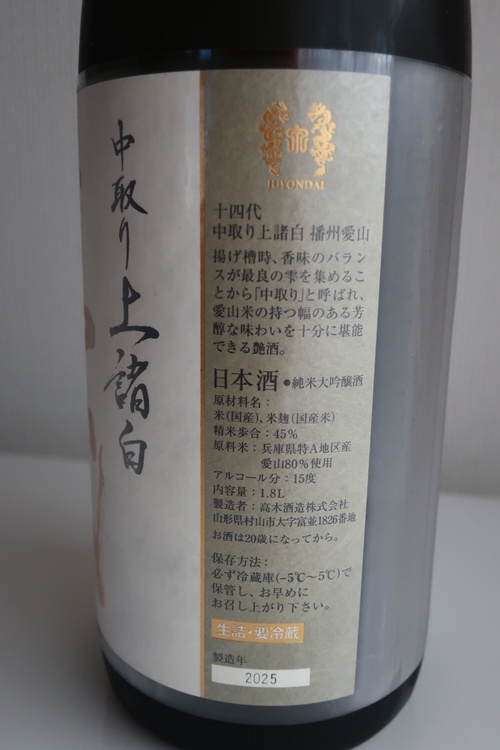 中取り上諸白
JUYONDAI
十四代
中取り上諸白 播州愛山
揚げ槽時、香味のバラン
スが最良の雫を集めるこ
とから「中取り」と呼ばれ、
愛山米の持つ幅のある芳
醇な味わいを十分に堪能
できる艶酒。
日本酒 ●純米大吟醸酒
原材料名：
米(国産)、米麹(国産米)
精米歩合：45%
原料米：兵庫県特A地区産
愛山80%使用
アルコール分：15度
内容量：1.8L
製造者：高木酒造株式会社
山形県村山市大字富並1826番地
お酒は20歳になってから。
保存方法：
必ず冷蔵庫(−5℃〜5℃)で
保管し、お早めに
お召し上がり下さい。
生詰・要冷蔵
製造年
2025